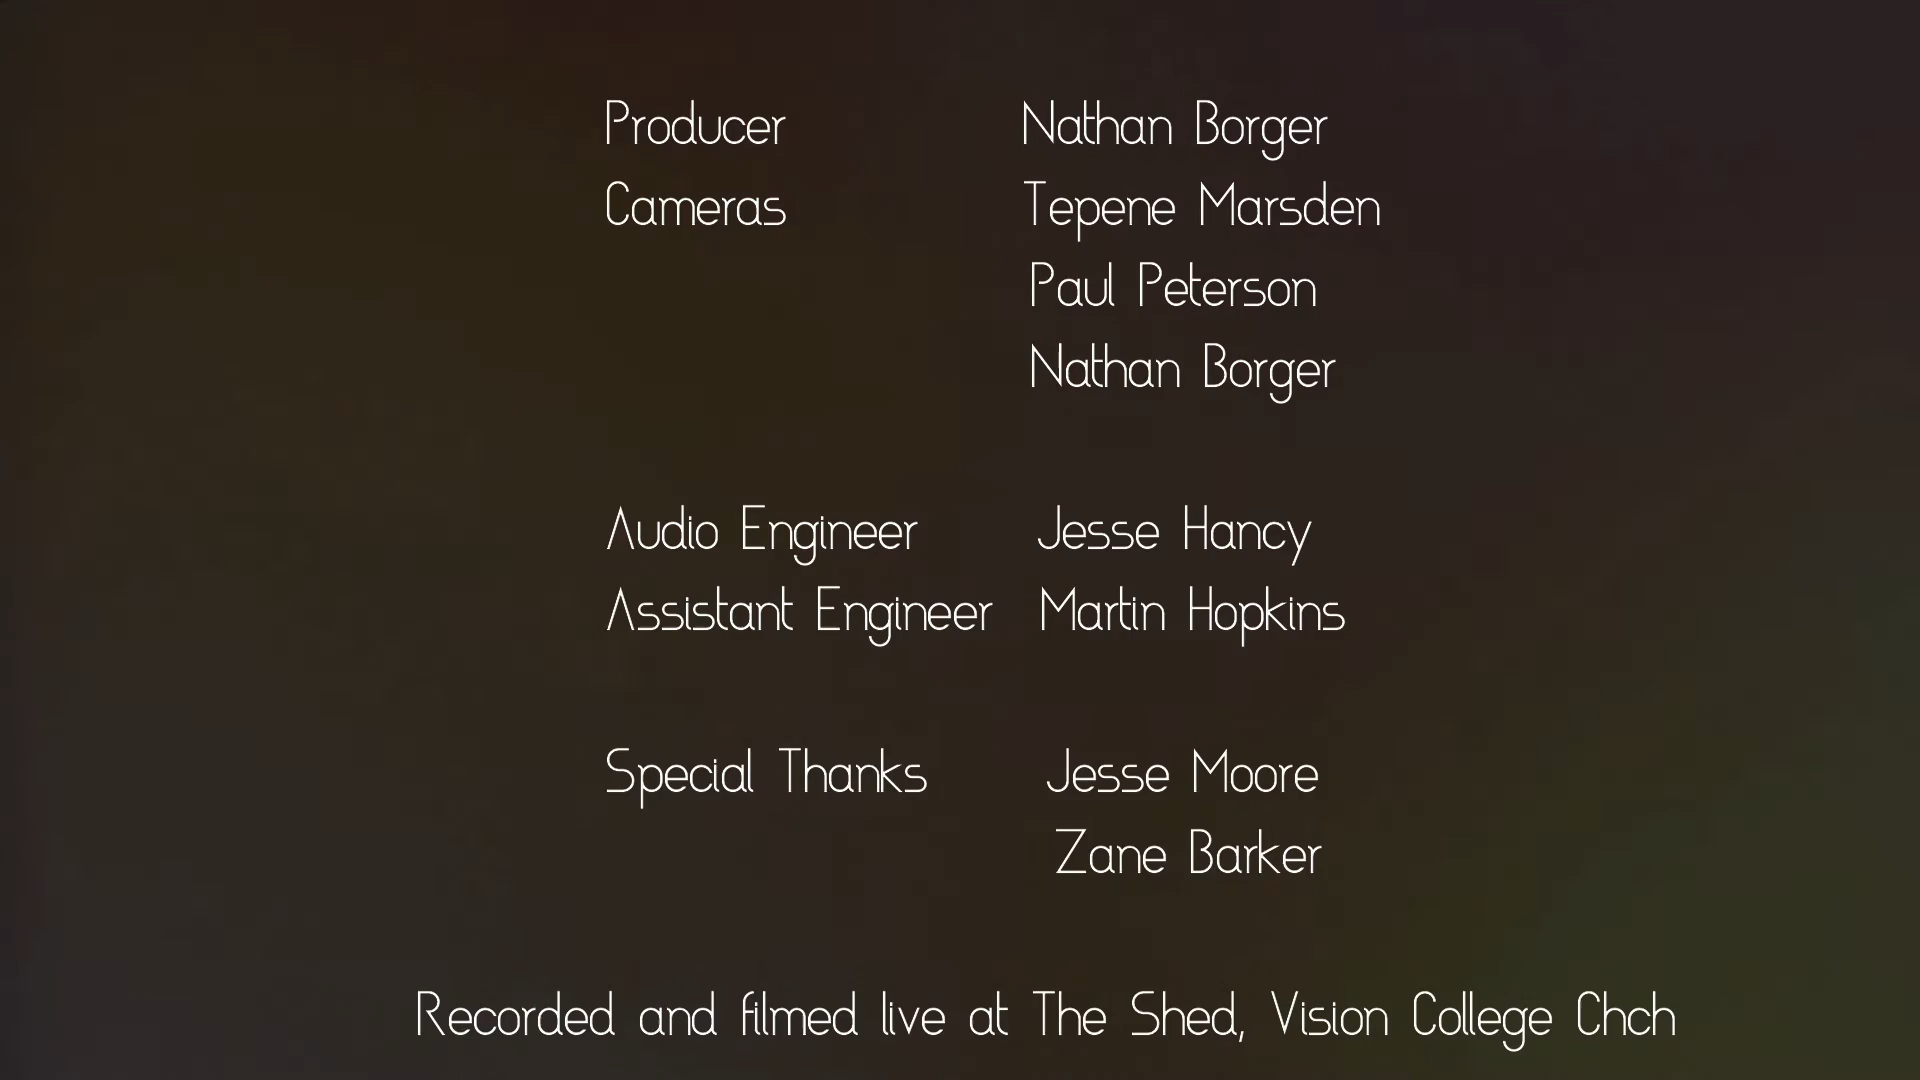 Producer Nathan Borger
Cameras Tepene Marsden
Paul Peterson
Nathan Borger
Audio Engineer Jesse Hancy
Assistant Engineer Martin Hopkins
Special Thanks Jesse Moore
Zane Barker
Recorded and filmed live at The Shed, Vision College Chch